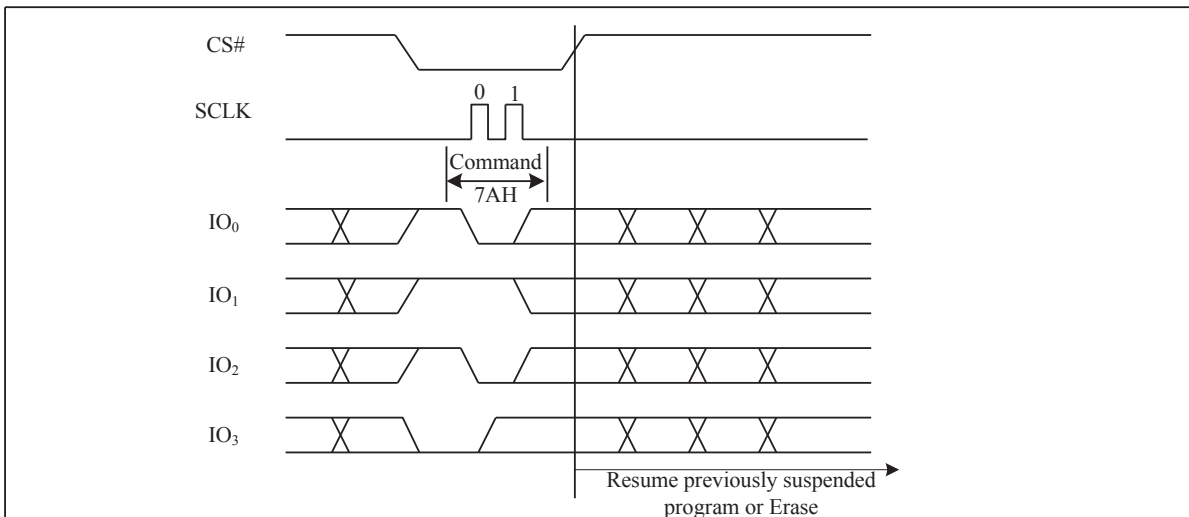 CS#
0 1
SCLK
Command
7AH
IO₀
IO₁
IO₂
IO₃
Resume previously suspended
program or Erase